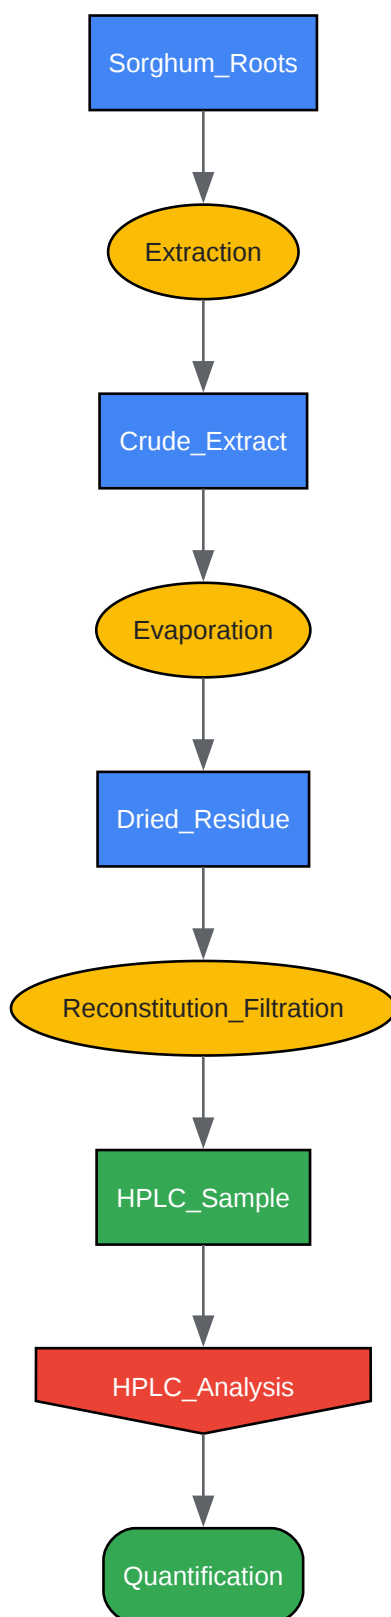 Sorghum_Roots
Extraction
Crude_Extract
Evaporation
Dried_Residue
Reconstitution_Filtration
HPLC_Sample
HPLC_Analysis
Quantification